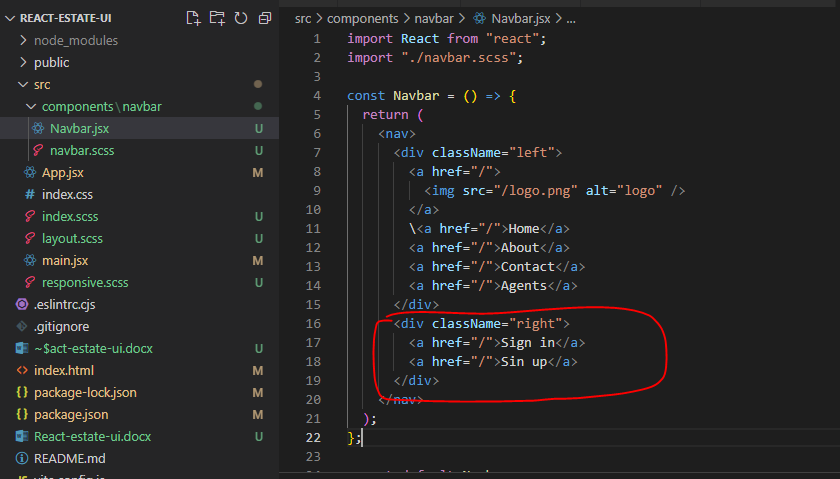 REACT-ESTATE-UI
node_modules
public
src
components\navbar
Navbar.jsx U
navbar.scss U
App.jsx M
# index.css
index.scss U
layout.scss U
main.jsx M
responsive.scss U
.eslintrc.cjs
.gitignore
~$act-estate-ui.docx U
<> index.html M
{} package-lock.json M
{} package.json M
React-estate-ui.docx U
README.md
src > components > navbar > Navbar.jsx > ...
1 import React from "react";
2 import "./navbar.scss";
3
4 const Navbar = () => {
5 return (
6 <nav>
7 <div className="left">
8 <a href="/">
9 <img src="/logo.png" alt="logo" />
10 </a>
11 \<a href="/">Home</a>
12 <a href="/">About</a>
13 <a href="/">Contact</a>
14 <a href="/">Agents</a>
15 </div>
16 <div className="right">
17 <a href="/">Sign in</a>
18 <a href="/">Sin up</a>
19 </div>
20 </nav>
21 );
22 };
23